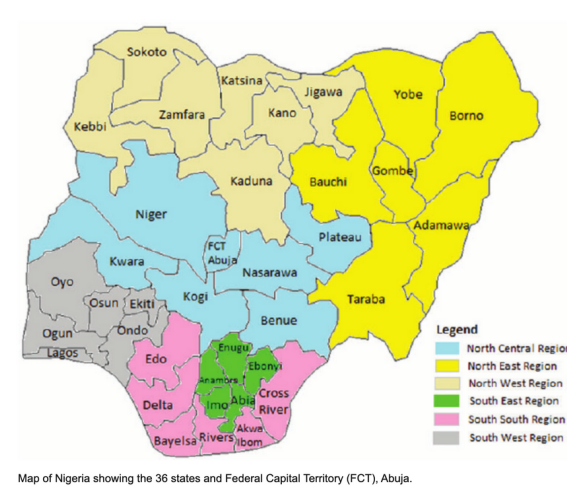 Sokoto
Katsina
Jigawa
Yobe
Borno
Zamfara
Kano
Kebbi
Kaduna
Bauchi
Gombe
Niger
Adamawa
FCT
Abuja
Plateau
Kwara
Nasarawa
Oyo
Kogi
Taraba
Osun
Ekiti
Benue
Ogun
Ondo
Lagos
Edo
Enugu
Ebonyi
Anambra
Delta
Imo
Abia
Cross
River
Bayelsa
Rivers
Akwa
Ibom
Legend
North Central Region
North East Region
North West Region
South East Region
South South Region
South West Region
Map of Nigeria showing the 36 states and Federal Capital Territory (FCT), Abuja.